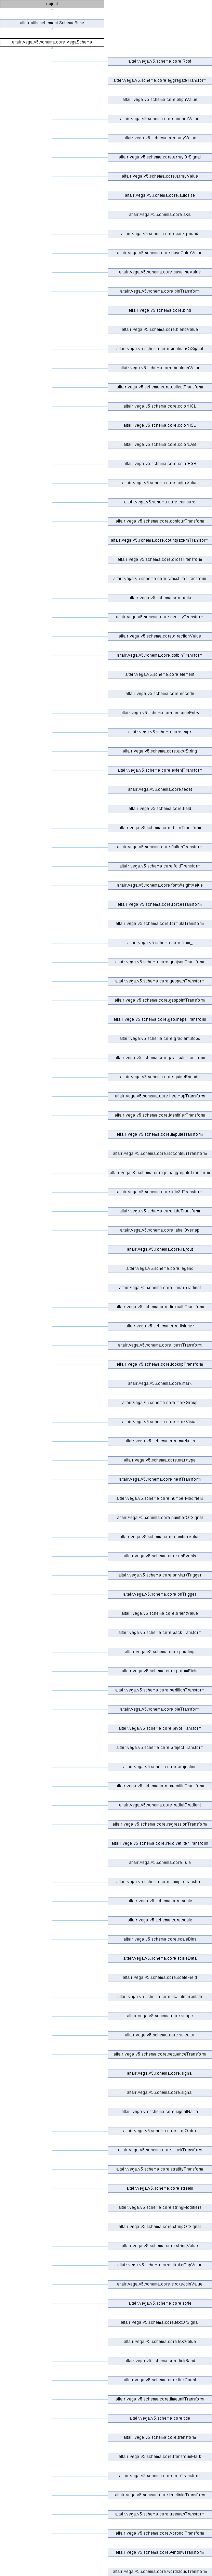 object
altair.utils.schemapi.SchemaBase
altair.vega.v5.schema.core.VegaSchema
altair.vega.v5.schema.core.Root
altair.vega.v5.schema.core.aggregateTransform
altair.vega.v5.schema.core.alignValue
altair.vega.v5.schema.core.anchorValue
altair.vega.v5.schema.core.anyValue
altair.vega.v5.schema.core.arrayOrSignal
altair.vega.v5.schema.core.arrayValue
altair.vega.v5.schema.core.autosize
altair.vega.v5.schema.core.axis
altair.vega.v5.schema.core.background
altair.vega.v5.schema.core.baseColorValue
altair.vega.v5.schema.core.baselineValue
altair.vega.v5.schema.core.binTransform
altair.vega.v5.schema.core.bind
altair.vega.v5.schema.core.blendValue
altair.vega.v5.schema.core.booleanOrSignal
altair.vega.v5.schema.core.booleanValue
altair.vega.v5.schema.core.collectTransform
altair.vega.v5.schema.core.colorHCL
altair.vega.v5.schema.core.colorHSL
altair.vega.v5.schema.core.colorLAB
altair.vega.v5.schema.core.colorRGB
altair.vega.v5.schema.core.colorValue
altair.vega.v5.schema.core.compare
altair.vega.v5.schema.core.contourTransform
altair.vega.v5.schema.core.countpatternTransform
altair.vega.v5.schema.core.crossTransform
altair.vega.v5.schema.core.crossfilterTransform
altair.vega.v5.schema.core.data
altair.vega.v5.schema.core.densityTransform
altair.vega.v5.schema.core.directionValue
altair.vega.v5.schema.core.dotbinTransform
altair.vega.v5.schema.core.element
altair.vega.v5.schema.core.encode
altair.vega.v5.schema.core.encodeEntry
altair.vega.v5.schema.core.expr
altair.vega.v5.schema.core.exprString
altair.vega.v5.schema.core.extentTransform
altair.vega.v5.schema.core.facet
altair.vega.v5.schema.core.field
altair.vega.v5.schema.core.filterTransform
altair.vega.v5.schema.core.flattenTransform
altair.vega.v5.schema.core.foldTransform
altair.vega.v5.schema.core.fontWeightValue
altair.vega.v5.schema.core.forceTransform
altair.vega.v5.schema.core.formulaTransform
altair.vega.v5.schema.core.from_
altair.vega.v5.schema.core.geojsonTransform
altair.vega.v5.schema.core.geopathTransform
altair.vega.v5.schema.core.geopointTransform
altair.vega.v5.schema.core.geoshapeTransform
altair.vega.v5.schema.core.gradientStops
altair.vega.v5.schema.core.graticuleTransform
altair.vega.v5.schema.core.guideEncode
altair.vega.v5.schema.core.heatmapTransform
altair.vega.v5.schema.core.identifierTransform
altair.vega.v5.schema.core.imputeTransform
altair.vega.v5.schema.core.isocontourTransform
altair.vega.v5.schema.core.joinaggregateTransform
altair.vega.v5.schema.core.kde2dTransform
altair.vega.v5.schema.core.kdeTransform
altair.vega.v5.schema.core.labelOverlap
altair.vega.v5.schema.core.layout
altair.vega.v5.schema.core.legend
altair.vega.v5.schema.core.linearGradient
altair.vega.v5.schema.core.linkpathTransform
altair.vega.v5.schema.core.listener
altair.vega.v5.schema.core.loessTransform
altair.vega.v5.schema.core.lookupTransform
altair.vega.v5.schema.core.mark
altair.vega.v5.schema.core.markGroup
altair.vega.v5.schema.core.markVisual
altair.vega.v5.schema.core.markclip
altair.vega.v5.schema.core.marktype
altair.vega.v5.schema.core.nestTransform
altair.vega.v5.schema.core.numberModifiers
altair.vega.v5.schema.core.numberOrSignal
altair.vega.v5.schema.core.numberValue
altair.vega.v5.schema.core.onEvents
altair.vega.v5.schema.core.onMarkTrigger
altair.vega.v5.schema.core.onTrigger
altair.vega.v5.schema.core.orientValue
altair.vega.v5.schema.core.packTransform
altair.vega.v5.schema.core.padding
altair.vega.v5.schema.core.paramField
altair.vega.v5.schema.core.partitionTransform
altair.vega.v5.schema.core.pieTransform
altair.vega.v5.schema.core.pivotTransform
altair.vega.v5.schema.core.projectTransform
altair.vega.v5.schema.core.projection
altair.vega.v5.schema.core.quantileTransform
altair.vega.v5.schema.core.radialGradient
altair.vega.v5.schema.core.regressionTransform
altair.vega.v5.schema.core.resolvefilterTransform
altair.vega.v5.schema.core.rule
altair.vega.v5.schema.core.sampleTransform
altair.vega.v5.schema.core.scale
altair.vega.v5.schema.core.scale
altair.vega.v5.schema.core.scaleBins
altair.vega.v5.schema.core.scaleData
altair.vega.v5.schema.core.scaleField
altair.vega.v5.schema.core.scaleInterpolate
altair.vega.v5.schema.core.scope
altair.vega.v5.schema.core.selector
altair.vega.v5.schema.core.sequenceTransform
altair.vega.v5.schema.core.signal
altair.vega.v5.schema.core.signal
altair.vega.v5.schema.core.signalName
altair.vega.v5.schema.core.sortOrder
altair.vega.v5.schema.core.stackTransform
altair.vega.v5.schema.core.stratifyTransform
altair.vega.v5.schema.core.stream
altair.vega.v5.schema.core.stringModifiers
altair.vega.v5.schema.core.stringOrSignal
altair.vega.v5.schema.core.stringValue
altair.vega.v5.schema.core.strokeCapValue
altair.vega.v5.schema.core.strokeJoinValue
altair.vega.v5.schema.core.style
altair.vega.v5.schema.core.textOrSignal
altair.vega.v5.schema.core.textValue
altair.vega.v5.schema.core.tickBand
altair.vega.v5.schema.core.tickCount
altair.vega.v5.schema.core.timeunitTransform
altair.vega.v5.schema.core.title
altair.vega.v5.schema.core.transform
altair.vega.v5.schema.core.transformMark
altair.vega.v5.schema.core.treeTransform
altair.vega.v5.schema.core.treelinksTransform
altair.vega.v5.schema.core.treemapTransform
altair.vega.v5.schema.core.voronoiTransform
altair.vega.v5.schema.core.windowTransform
altair.vega.v5.schema.core.wordcloudTransform